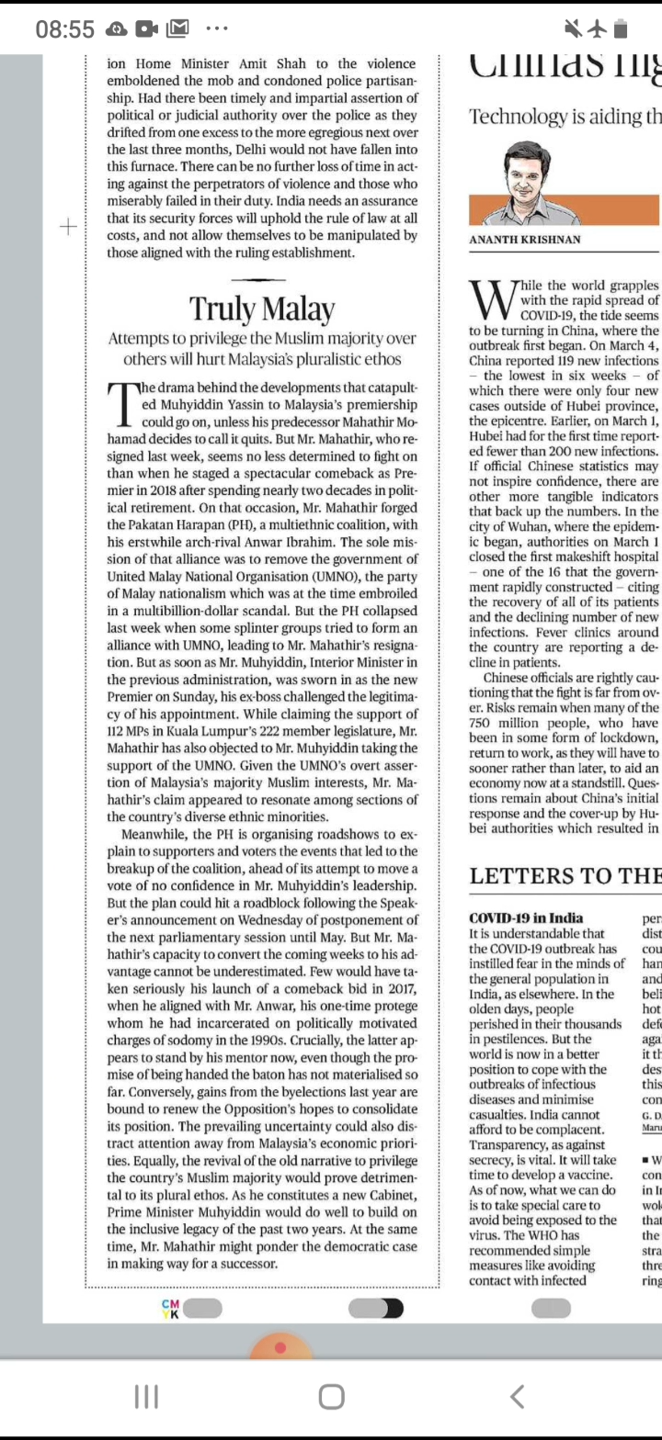 08:55
ion Home Minister Amit Shah to the violence
emboldened the mob and condoned police partisan-
ship. Had there been timely and impartial assertion of
political or judicial authority over the police as they
drifted from one excess to the more egregious next over
the last three months, Delhi would not have fallen into
this furnace. There can be no further loss of time in act-
ing against the perpetrators of violence and those who
miserably failed in their duty. India needs an assurance
that its security forces will uphold the rule of law at all
costs, and not allow themselves to be manipulated by
those aligned with the ruling establishment.
Truly Malay
Attempts to privilege the Muslim majority over
others will hurt Malaysia's pluralistic ethos
The drama behind the developments that catapult-
ed Muhyiddin Yassin to Malaysia's premiership
could go on, unless his predecessor Mahathir Mo-
hamad decides to call it quits. But Mr. Mahathir, who re-
signed last week, seems no less determined to fight on
than when he staged a spectacular comeback as Pre-
mier in 2018 after spending nearly two decades in polit-
ical retirement. On that occasion, Mr. Mahathir forged
the Pakatan Harapan (PH), a multiethnic coalition, with
his erstwhile arch-rival Anwar Ibrahim. The sole mis-
sion of that alliance was to remove the government of
United Malay National Organisation (UMNO), the party
of Malay nationalism which was at the time embroiled
in a multibillion-dollar scandal. But the PH collapsed
last week when some splinter groups tried to form an
alliance with UMNO, leading to Mr. Mahathir's resigna-
tion. But as soon as Mr. Muhyiddin, Interior Minister in
the previous administration, was sworn in as the new
Premier on Sunday, his ex-boss challenged the legitima-
cy of his appointment. While claiming the support of
112 MPs in Kuala Lumpur's 222 member legislature, Mr.
Mahathir has also objected to Mr. Muhyiddin taking the
support of the UMNO. Given the UMNO's overt asser-
tion of Malaysia's majority Muslim interests, Mr. Ma-
hathir's claim appeared to resonate among sections of
the country's diverse ethnic minorities.
Meanwhile, the PH is organising roadshows to ex-
plain to supporters and voters the events that led to the
breakup of the coalition, ahead of its attempt to move a
vote of no confidence in Mr. Muhyiddin's leadership.
But the plan could hit a roadblock following the Speak-
er's announcement on Wednesday of postponement of
the next parliamentary session until May. But Mr. Ma-
hathir's capacity to convert the coming weeks to his ad-
vantage cannot be underestimated. Few would have ta-
ken seriously his launch of a comeback bid in 2017,
when he aligned with Mr. Anwar, his one-time protege
whom he had incarcerated on politically motivated
charges of sodomy in the 1990s. Crucially, the latter ap-
pears to stand by his mentor now, even though the pro-
mise of being handed the baton has not materialised so
far. Conversely, gains from the byelections last year are
bound to renew the Opposition's hopes to consolidate
its position. The prevailing uncertainty could also dis-
tract attention away from Malaysia's economic priori-
ties. Equally, the revival of the old narrative to privilege
the country's Muslim majority would prove detrimen-
tal to its plural ethos. As he constitutes a new Cabinet,
Prime Minister Muhyiddin would do well to build on
the inclusive legacy of the past two years. At the same
time, Mr. Mahathir might ponder the democratic case
in making way for a successor.
CMYK
Technology is aiding th
ANANTH KRISHNAN
While the world grapples
with the rapid spread of
COVID-19, the tide seems
to be turning in China, where the
outbreak first began. On March 4,
China reported 119 new infections
– the lowest in six weeks – of
which there were only four new
cases outside of Hubei province,
the epicentre. Earlier, on March 1,
Hubei had for the first time report-
ed fewer than 200 new infections.
If official Chinese statistics may
not inspire confidence, there are
other more tangible indicators
that back up the numbers. In the
city of Wuhan, where the epidem-
ic began, authorities on March 1
closed the first makeshift hospital
– one of the 16 that the govern-
ment rapidly constructed – citing
the recovery of all of its patients
and the declining number of new
infections. Fever clinics around
the country are reporting a de-
cline in patients.
Chinese officials are rightly cau-
tioning that the fight is far from ov-
er. Risks remain when many of the
750 million people, who have
been in some form of lockdown,
return to work, as they will have to
sooner rather than later, to aid an
economy now at a standstill. Ques-
tions remain about China's initial
response and the cover-up by Hu-
bei authorities which resulted in
LETTERS TO THE
COVID-19 in India
It is understandable that
the COVID-19 outbreak has
instilled fear in the minds of
the general population in
India, as elsewhere. In the
olden days, people
perished in their thousands
in pestilences. But the
world is now in a better
position to cope with the
outbreaks of infectious
diseases and minimise
casualties. India cannot
afford to be complacent.
Transparency, as against
secrecy, is vital. It will take
time to develop a vaccine.
As of now, what we can do
is to take special care to
avoid being exposed to the
virus. The WHO has
recommended simple
measures like avoiding
contact with infected